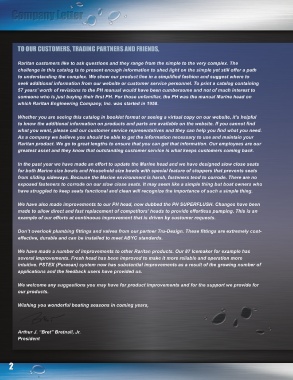 Company Letter
TO OUR CUSTOMERS, TRADING PARTNERS AND FRIENDS,
Raritan customers like to ask questions and they range from the simple to the very complex. The
challenge in this catalog is to present enough information to shed light on the simple yet still offer a path
to understanding the complex. We show our product line in a simplified fashion and suggest where to
seek additional information from our website or customer service personnel. To print a catalog containing
57 years' worth of revisions to the PH manual would have been cumbersome and not of much interest to
someone who is just buying their first PH. For those unfamiliar, the PH was the manual Marine head on
which Raritan Engineering Company, Inc. was started in 1958.
Whether you are seeing this catalog in booklet format or seeing a virtual copy on our website, it's helpful
to know the additional information on products and parts are available on the website. If you do not find
what you want, please call our customer service representatives and they can help you find what you need.
As a company we believe you should be able to get the information necessary to use and maintain your
Raritan product. We go to great lengths to ensure that you can get that information. Our employees are our
greatest asset and they know that outstanding customer service is what keeps customers coming back.
In the past year we have made an effort to update the Marine head and we have designed slow close seats
for both Marine size bowls and Household size bowls with special feature of stoppers that prevents seats
from sliding sideways. Because the Marine environment is harsh, fasteners tend to corrode. There are no
exposed fasteners to corrode on our slow close seats. It may seem like a simple thing but boat owners who
have struggled to keep seats functional and clean will recognize the importance of such a simple thing.
We have also made improvements to our PH head, now dubbed the PH SUPERFLUSH. Changes have been
made to allow direct and fast replacement of competitors' heads to provide effortless pumping. This is an
example of our efforts at continuous improvement that is driven by customer requests.
Don't overlook plumbing fittings and valves from our partner Tru-Design. These fittings are extremely cost-
effective, durable and can be installed to meet ABYC standards.
We have made a number of improvements to other Raritan products. Our 87 Icemaker for example has
several improvements. Fresh head has been improved to make it more reliable and operation more
intuitive. PSTES (Purasan) system now has substantial improvements as a result of the growing number of
applications and the feedback users have provided us.
We welcome any suggestions you may have for product improvements and for the support we provide for
our products.
Wishing you wonderful boating seasons in coming years,
Arthur J. "Bret" Bretnall, Jr.
President
2